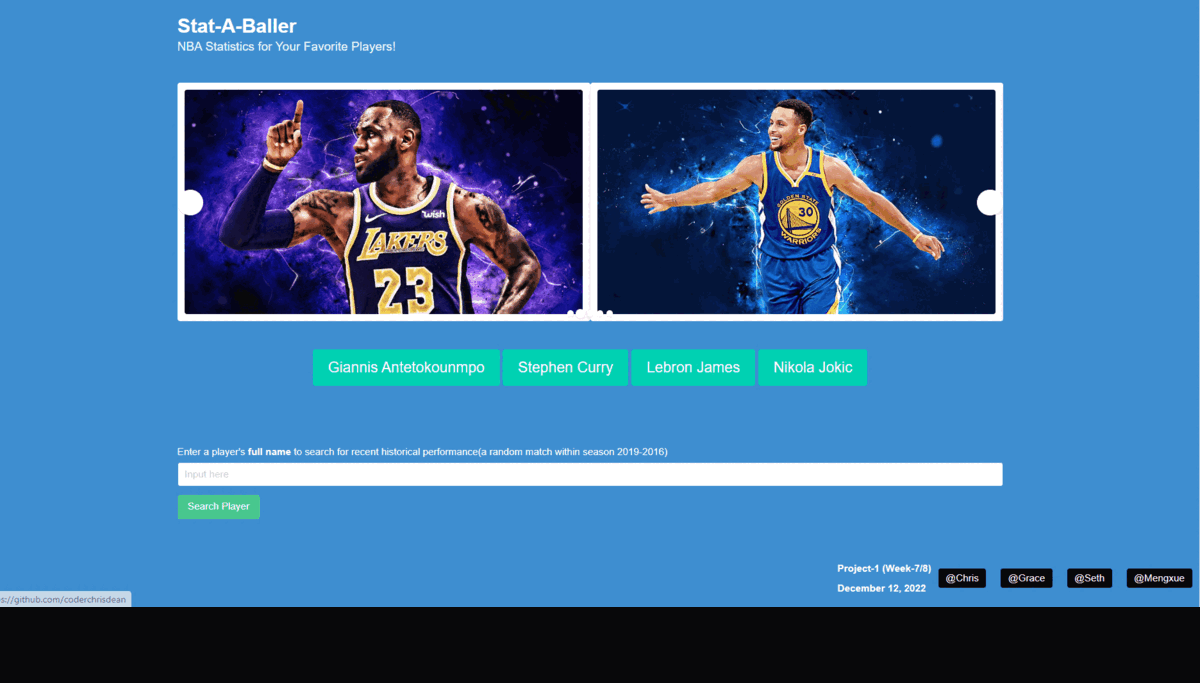 Stat-A-Baller
NBA Statistics for Your Favorite Players!
wish
LAKERS
23
GOLDEN STATE
30
WARRIORS
Giannis Antetokounmpo Stephen Curry Lebron James Nikola Jokic
Enter a player's full name to search for recent historical performance(a random match within season 2019-2016)
Input here
Search Player
Project-1 (Week-7/8)
December 12, 2022
@Chris @Grace @Seth @Mengxue
s://github.com/coderchrisdean